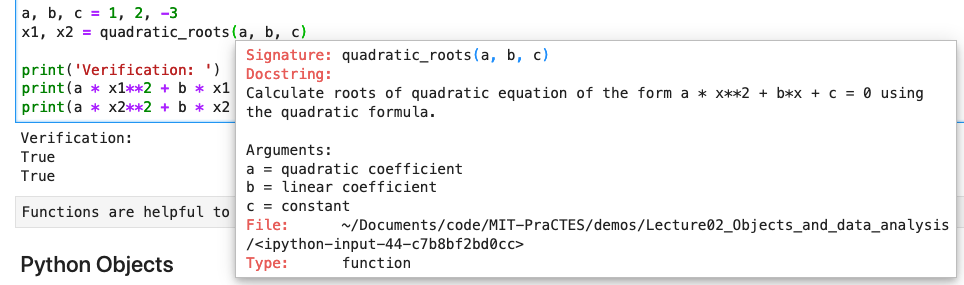 a, b, c = 1, 2, -3
x1, x2 = quadratic_roots(a, b, c)
print('Verification: ')
print(a * x1**2 + b * x1
print(a * x2**2 + b * x2
Signature: quadratic_roots(a, b, c)
Docstring:
Calculate roots of quadratic equation of the form a * x**2 + b*x + c = 0 using
the quadratic formula.
Arguments:
a = quadratic coefficient
b = linear coefficient
c = constant
File: ~/Documents/code/MIT-PraCTES/demos/Lecture02_Objects_and_data_analysis
/<ipython-input-44-c7b8bf2bd0cc>
Type: function
Verification:
True
True
Functions are helpful to
Python Objects